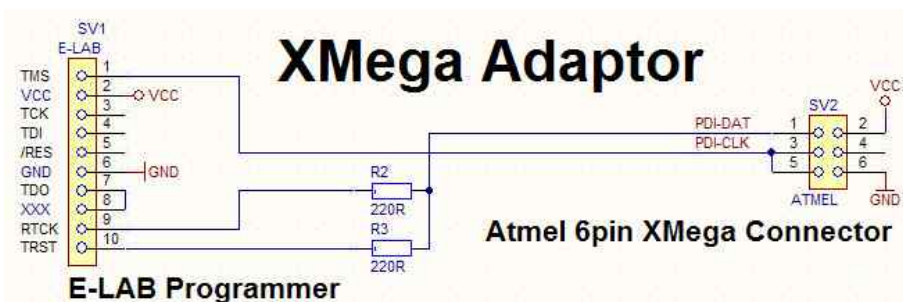 XMega Adaptor
SV1
E-LAB
TMS 1
VCC 2 VCC
TCK 3
TDI 4
/RES 5
GND 6 GND
TDO 7
XXX 8
RTCK 9
TRST 10
R2
220R
R3
220R
SV2
VCC
PDI-DAT 1 2
PDI-CLK 3 4
5 6
ATMEL GND
Atmel 6pin XMega Connector
E-LAB Programmer